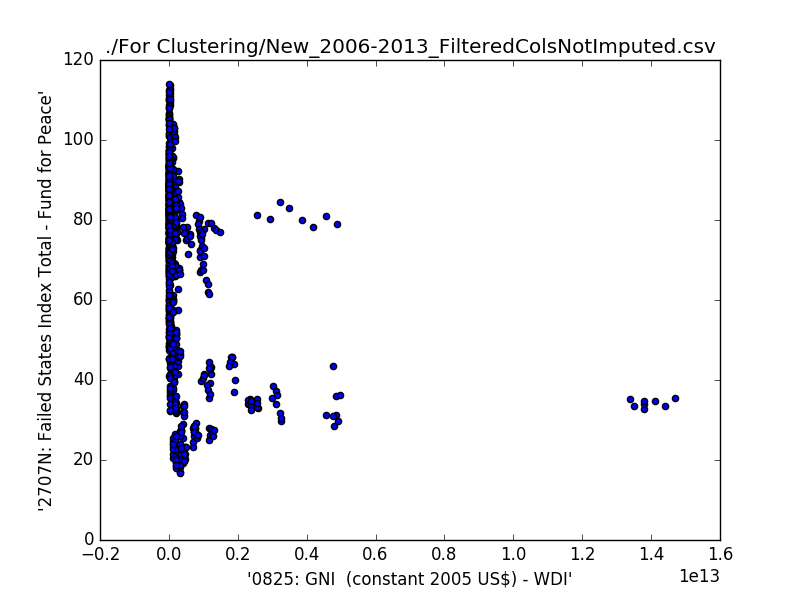 ./For Clustering/New_2006-2013_FilteredColsNotImputed.csv
120
100
80
60
40
20
0
'2707N: Failed States Index Total - Fund for Peace'
−0.2 0.0 0.2 0.4 0.6 0.8 1.0 1.2 1.4 1.6
1e13
'0825: GNI  (constant 2005 US$) - WDI'